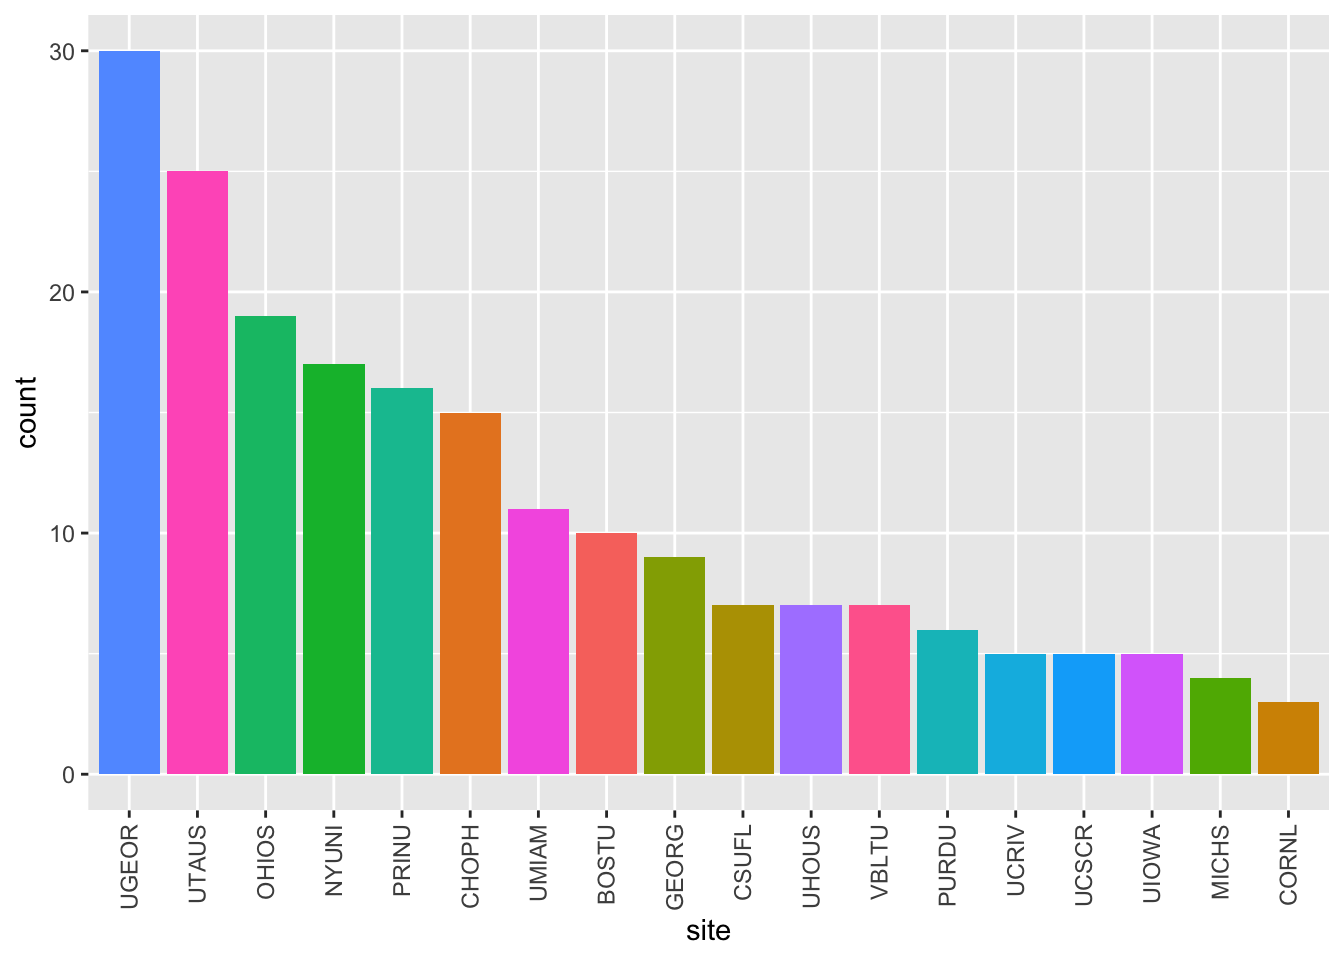 30
20
10
0
count
UGEOR
UTAUS
OHIOS
NYUNI
PRINU
CHOPH
UMIAM
BOSTU
GEORG
CSUFL
UHOUS
VBLTU
PURDU
UCRIV
UCSCR
UIOWA
MICHS
CORNL
site